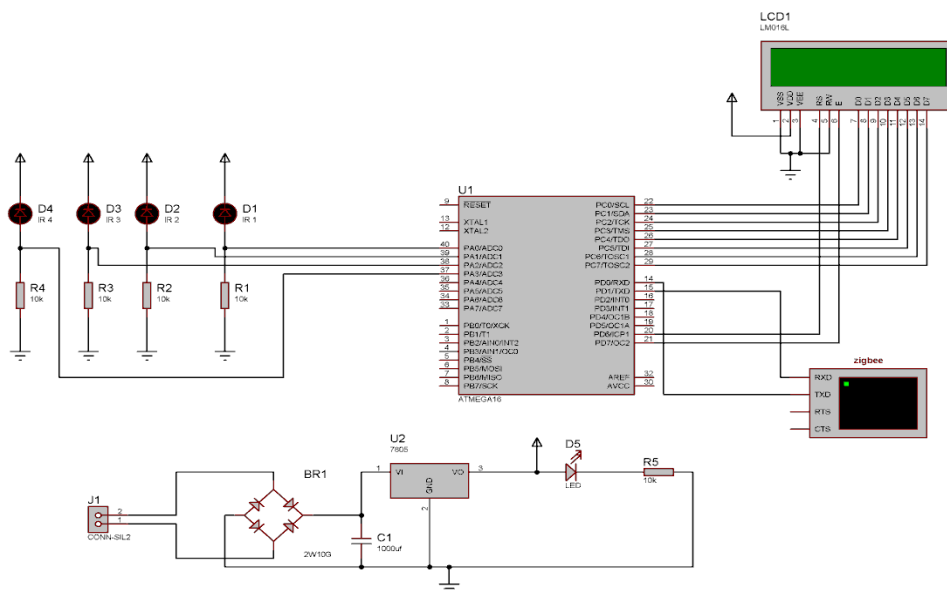 LCD1
LM016L
VSS VDD VEE RS RW E D0 D1 D2 D3 D4 D5 D6 D7
1 2 3 4 5 6 7 8 9 10 11 12 13 14
D4
IR 4
D3
IR 3
D2
IR 2
D1
IR 1
R4
10k
R3
10k
R2
10k
R1
10k
U1
9 RESET
13 XTAL1
12 XTAL2
40 PA0/ADC0
39 PA1/ADC1
38 PA2/ADC2
37 PA3/ADC3
36 PA4/ADC4
35 PA5/ADC5
34 PA6/ADC6
33 PA7/ADC7
1 PB0/T0/XCK
2 PB1/T1
3 PB2/AIN0/INT2
4 PB3/AIN1/OC0
5 PB4/SS
6 PB5/MOSI
7 PB6/MISO
8 PB7/SCK
PC0/SCL 22
PC1/SDA 23
PC2/TCK 24
PC3/TMS 25
PC4/TDO 26
PC5/TDI 27
PC6/TOSC1 28
PC7/TOSC2 29
PD0/RXD 14
PD1/TXD 15
PD2/INT0 16
PD3/INT1 17
PD4/OC1B 18
PD5/OC1A 19
PD6/ICP1 20
PD7/OC2 21
AREF 32
AVCC 30
ATMEGA16
zigbee
RXD
TXD
RTS
CTS
J1
2
1
CONN-SIL2
BR1
2W10G
C1
1000uf
U2
7805
1 VI VO 3
GND
2
D5
LED
R5
10k